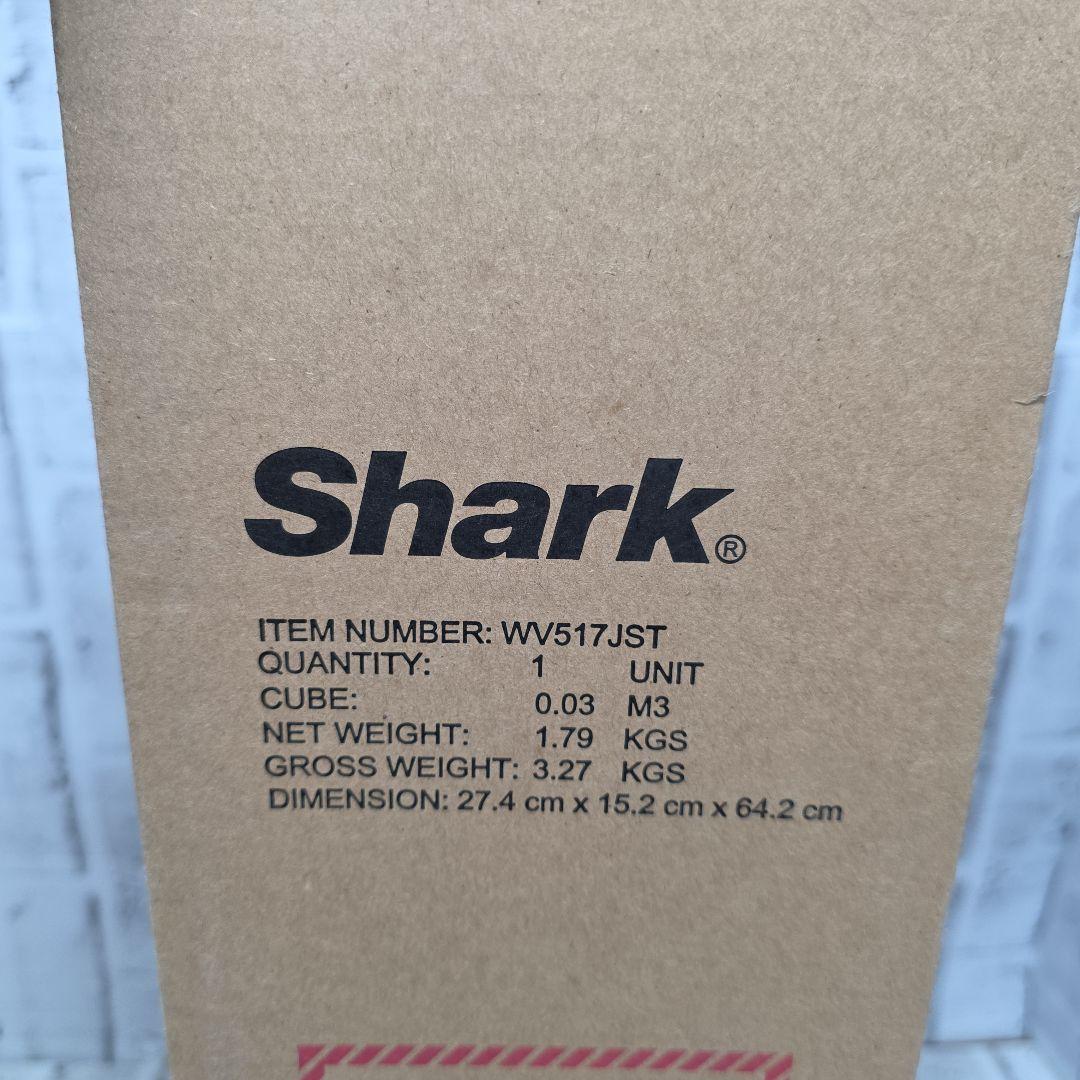 Shark®
ITEM NUMBER: WV517JST
QUANTITY: 1 UNIT
CUBE: 0.03 M3
NET WEIGHT: 1.79 KGS
GROSS WEIGHT: 3.27 KGS
DIMENSION: 27.4 cm x 15.2 cm x 64.2 cm